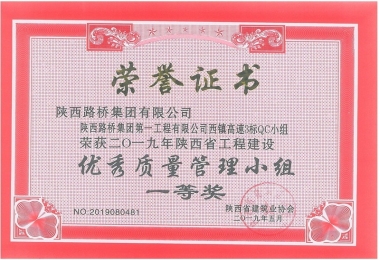 荣誉证书
陕西路桥集团有限公司
陕西路桥集团第一工程有限公司西镇高速3标QC小组
荣获二〇一九年陕西省工程建设
优秀质量管理小组
一等奖
NO:2019080481
陕西省建筑业协会
二〇一九年五月